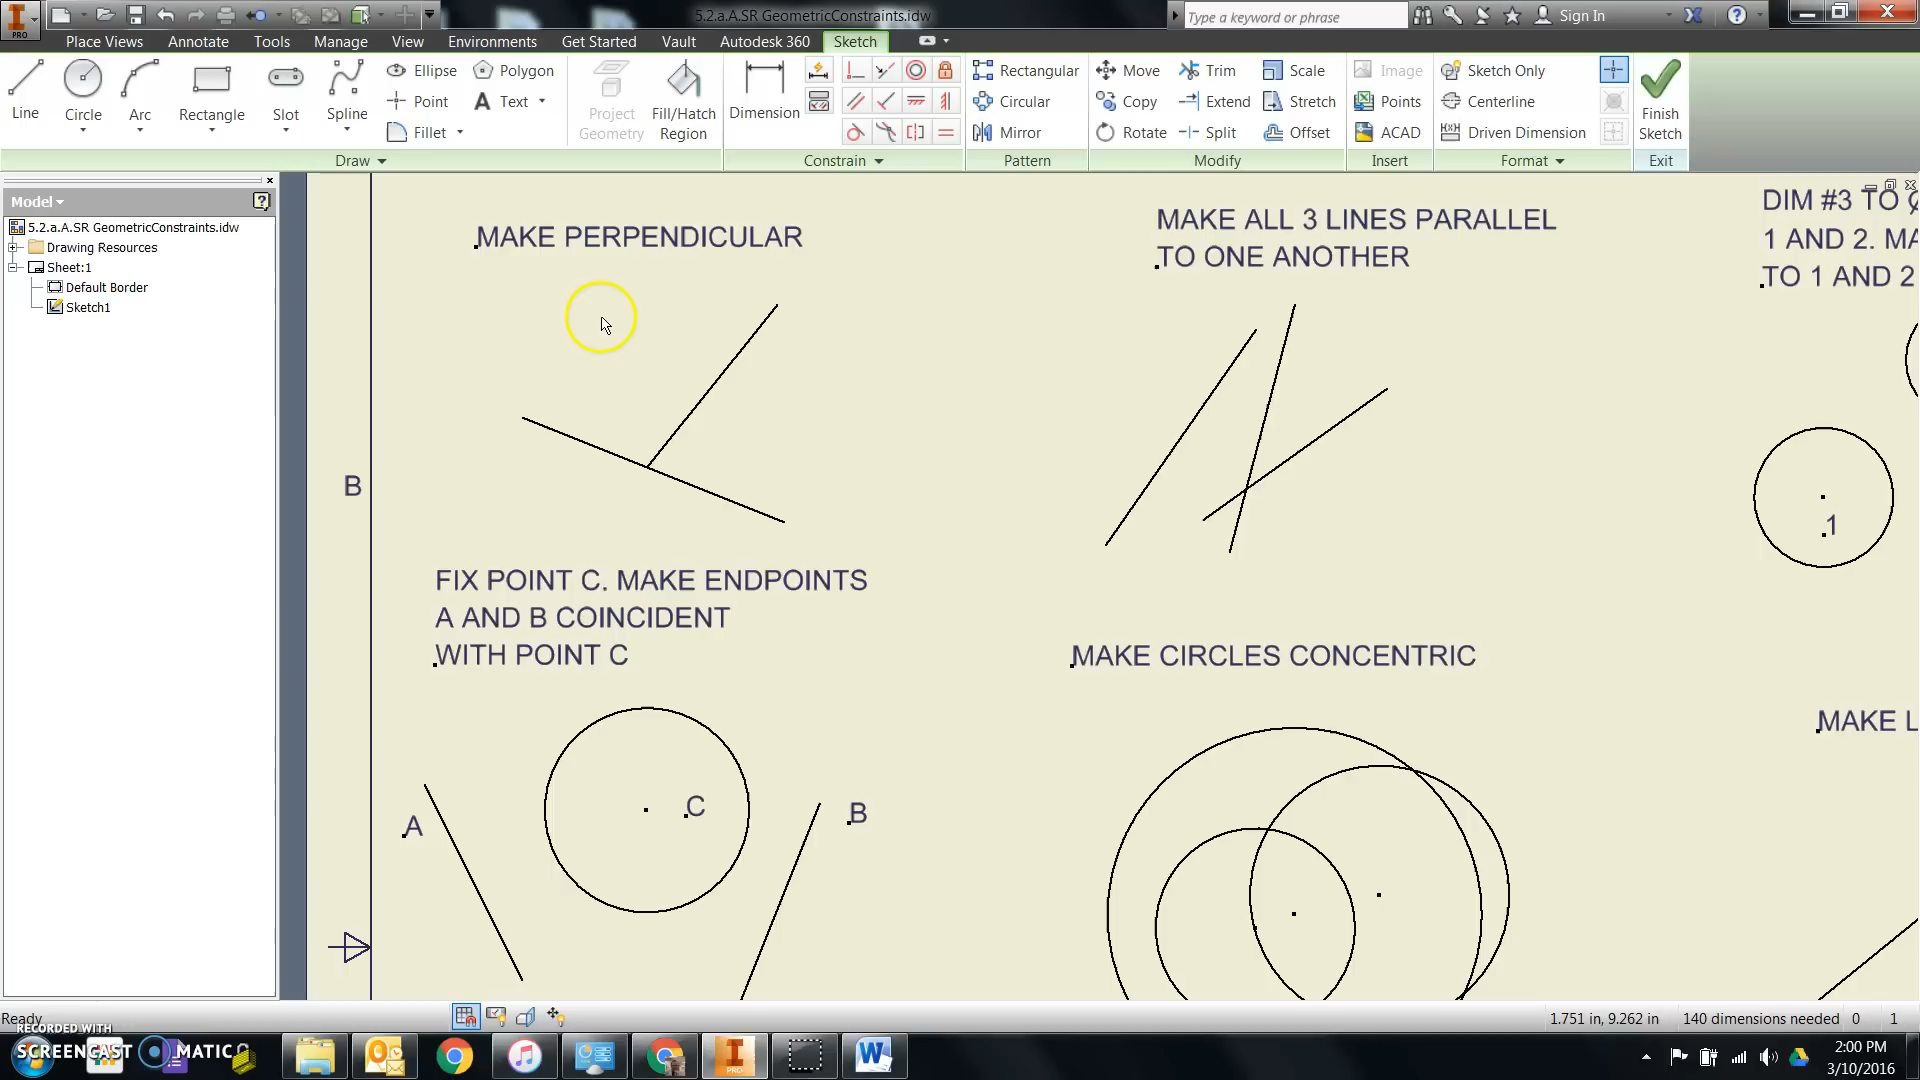 5.2.a.A.SR GeometricConstraints.idw
Type a keyword or phrase
Sign In
PRO
Place Views
Annotate
Tools
Manage
View
Environments
Get Started
Vault
Autodesk 360
Sketch
Line
Circle
Arc
Rectangle
Slot
Spline
Ellipse
Polygon
Point
Text
Fillet
Project Geometry
Fill/Hatch Region
Dimension
Rectangular
Circular
Mirror
Move
Copy
Rotate
Trim
Extend
Split
Scale
Stretch
Offset
Image
Points
ACAD
Sketch Only
Centerline
Driven Dimension
Finish Sketch
Draw
Constrain
Pattern
Modify
Insert
Format
Exit
Model
5.2.a.A.SR GeometricConstraints.idw
Drawing Resources
Sheet:1
Default Border
Sketch1
MAKE PERPENDICULAR
MAKE ALL 3 LINES PARALLEL
TO ONE ANOTHER
DIM #3 TO
1 AND 2. MA
TO 1 AND 2
B
1
FIX POINT C. MAKE ENDPOINTS
A AND B COINCIDENT
WITH POINT C
MAKE CIRCLES CONCENTRIC
MAKE L
A
C
B
Ready
1.751 in, 9.262 in
140 dimensions needed
0
1
RECORDED WITH
SCREENCAST MATIC
PRO
2:00 PM
3/10/2016